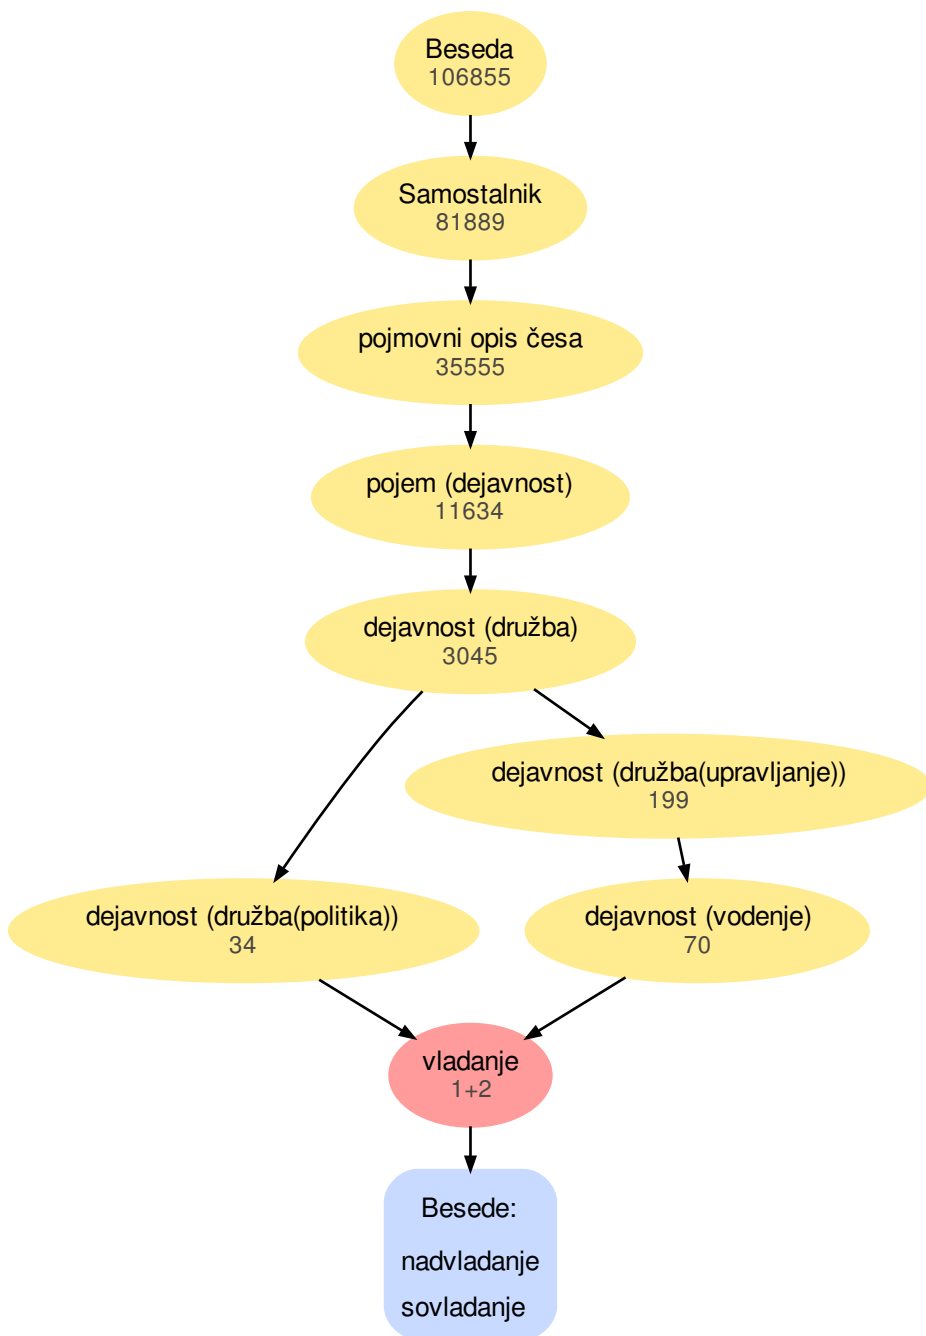 Beseda
106855
Samostalnik
81889
pojmovni opis česa
35555
pojem (dejavnost)
11634
dejavnost (družba)
3045
dejavnost (družba(upravljanje))
199
dejavnost (družba(politika))
34
dejavnost (vodenje)
70
vladanje
1+2
Besede:
nadvladanje
sovladanje